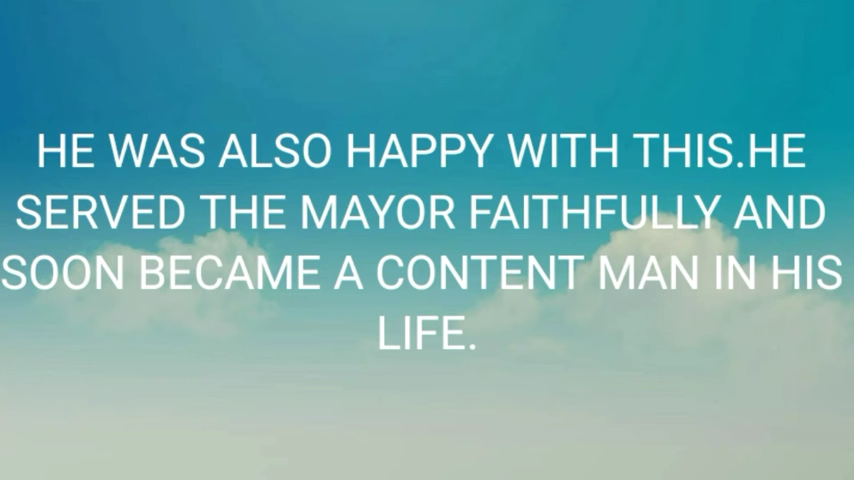 HE WAS ALSO HAPPY WITH THIS.HE
SERVED THE MAYOR FAITHFULLY AND
SOON BECAME A CONTENT MAN IN HIS
LIFE.